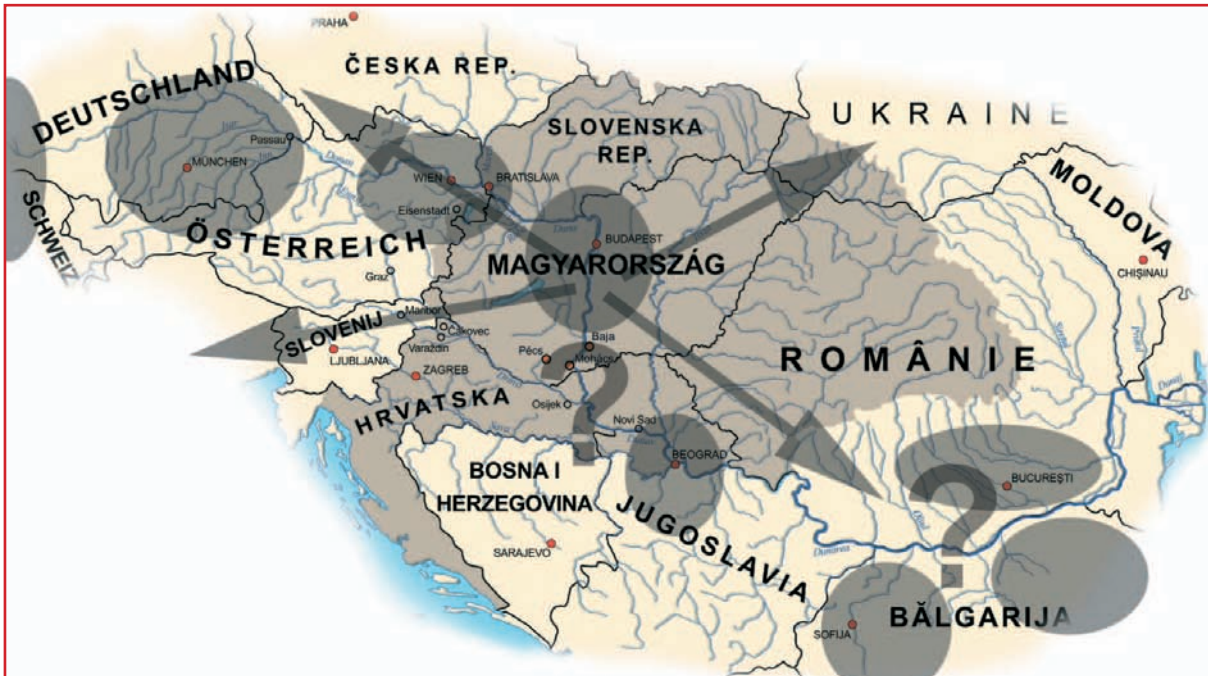 PRAHA
ČESKA REP.
DEUTSCHLAND
UKRAINE
SLOVENSKA
REP.
Passau
MÜNCHEN
WIEN
BRATISLAVA
MOLDOVA
SCHWEIZ
Eisenstadt
ÖSTERREICH
BUDAPEST
MAGYARORSZÁG
CHIŞINAU
Graz
Maribor
SLOVENIJ
Čakovec
Varaždin
LJUBLJANA
Baja
Pécs
Mohács
ROMÂNIE
ZAGREB
HRVATSKA
Osijek
Novi Sad
?
BEOGRAD
BOSNA I
HERZEGOVINA
BUCUREŞTI
JUGOSLAVIA
?
SARAJEVO
Dunarea
SOFIJA
BĂLGARIJA